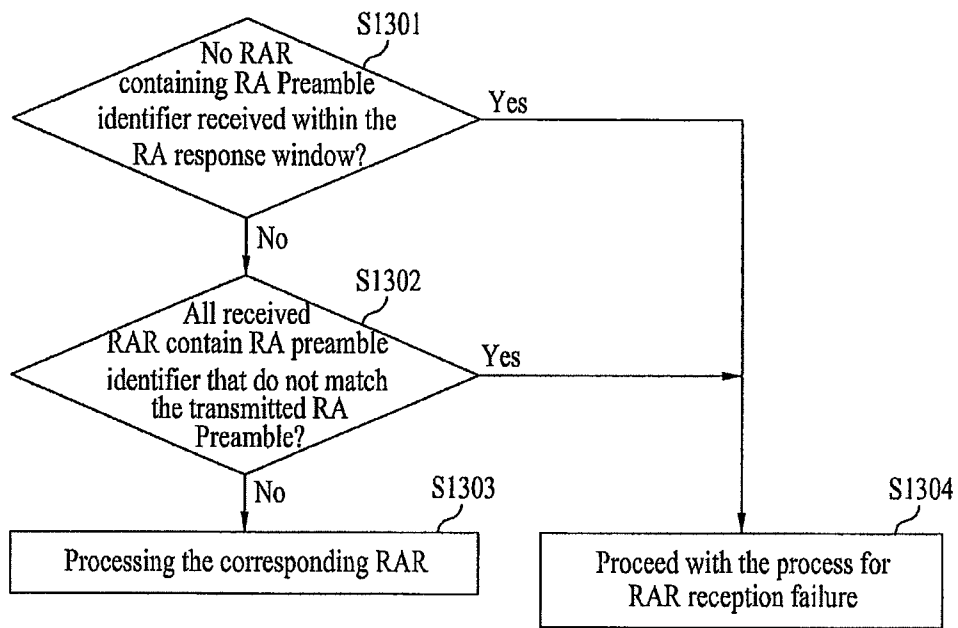 S1301
No RAR
containing RA Preamble
identifier received within the
RA response window?
Yes
No
S1302
All received
RAR contain RA preamble
identifier that do not match
the transmitted RA
Preamble?
Yes
No
S1303
Processing the corresponding RAR
S1304
Proceed with the process for
RAR reception failure